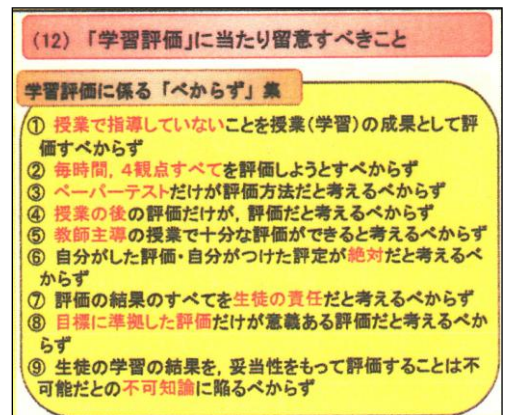 (12) 「学習評価」に当たり留意すべきこと
学習評価に係る「べからず」集
① 授業で指導していないことを授業(学習)の成果として評
価すべからず
② 毎時間,4観点すべてを評価しようとすべからず
③ ペーパーテストだけが評価方法だと考えるべからず
④ 授業の後の評価だけが,評価だと考えるべからず
⑤ 教師主導の授業で十分な評価ができると考えるべからず
⑥ 自分がした評価・自分がつけた評定が絶対だと考えるべ
からず
⑦ 評価の結果のすべてを生徒の責任だと考えるべからず
⑧ 目標に準拠した評価だけが意義ある評価だと考えるべか
らず
⑨ 生徒の学習の結果を,妥当性をもって評価することは不
可能だとの不可知論に陥るべからず